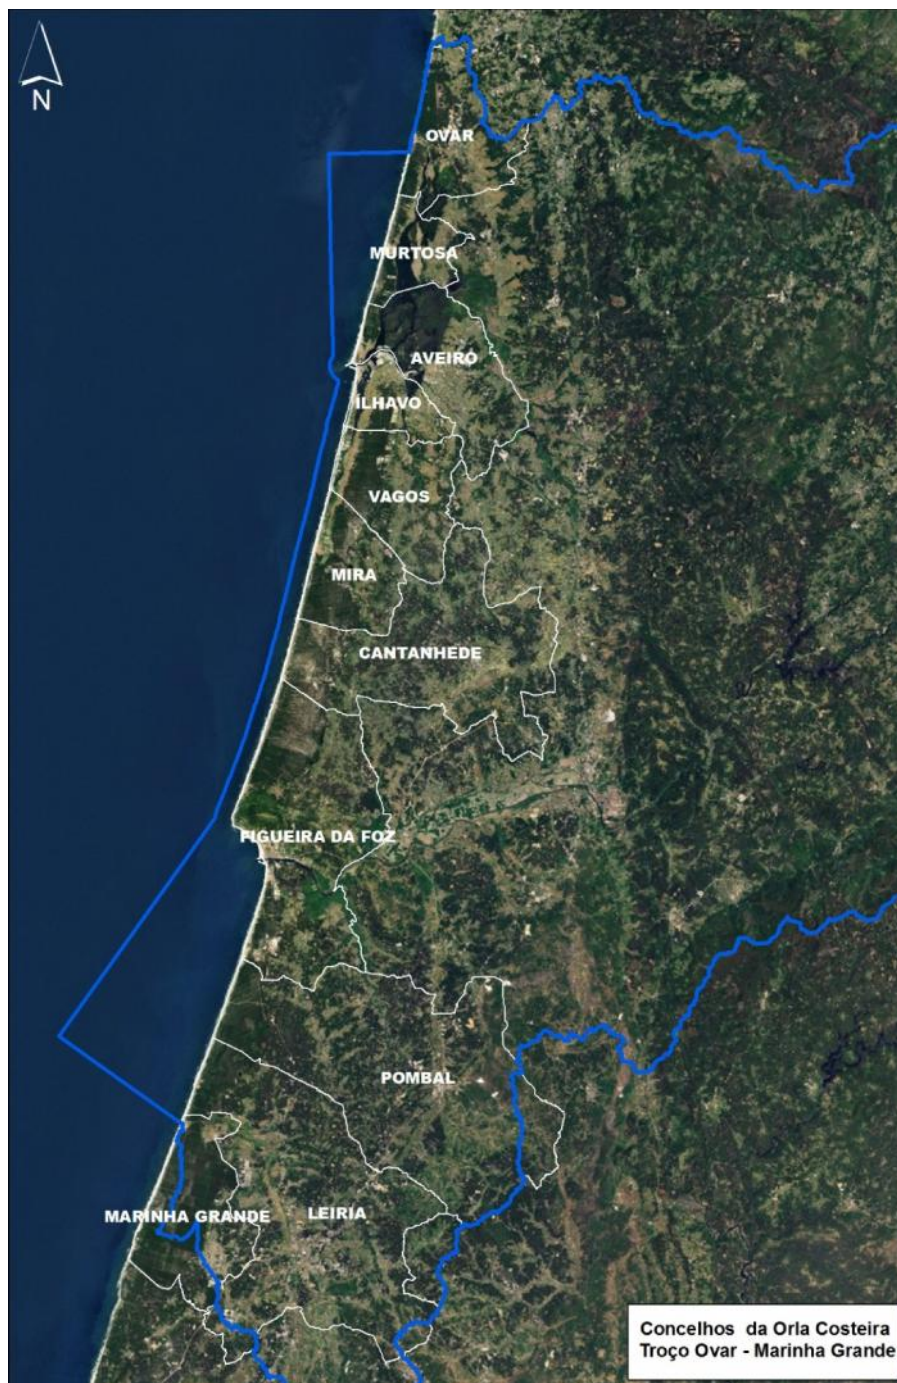 N
OVAR
MURTOSA
AVEIRO
ÍLHAVO
VAGOS
MIRA
CANTANHEDE
FIGUEIRA DA FOZ
POMBAL
LEIRIA
MARINHA GRANDE
Concelhos da Orla Costeira
Troço Ovar - Marinha Grande